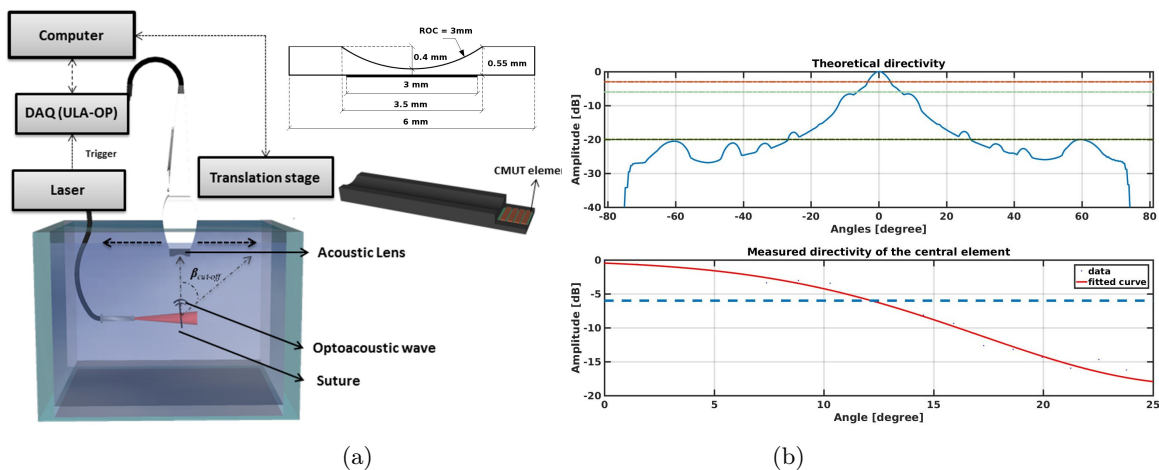 Computer
DAQ (ULA-OP)
Trigger
Laser
Translation stage
ROC = 3mm
0.4 mm
0.55 mm
3 mm
3.5 mm
6 mm
CMUT eleme
Acoustic Lens
βcut-off
Optoacoustic wave
Suture
(a)
Theoretical directivity
Amplitude [dB]
0
-10
-20
-30
-40
-80
-60
-40
-20
0
20
40
60
80
Angles [degree]
Measured directivity of the central element
Amplitude [dB]
0
-5
-10
-15
-20
data
fitted curve
0
5
10
15
20
25
Angle [degree]
(b)